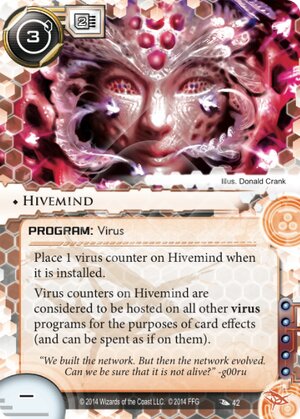 3
2
Illus. Donald Crank
♦ HIVEMIND
PROGRAM: Virus
Place 1 virus counter on Hivemind when
it is installed.
Virus counters on Hivemind are
considered to be hosted on all other virus
programs for the purposes of card effects
(and can be spent as if on them).
“We built the network. But then the network evolved.
Can we be sure that it is not alive?” -g00ru
–
© 2014 Wizards of the Coast LLC. © 2014 FFG 42